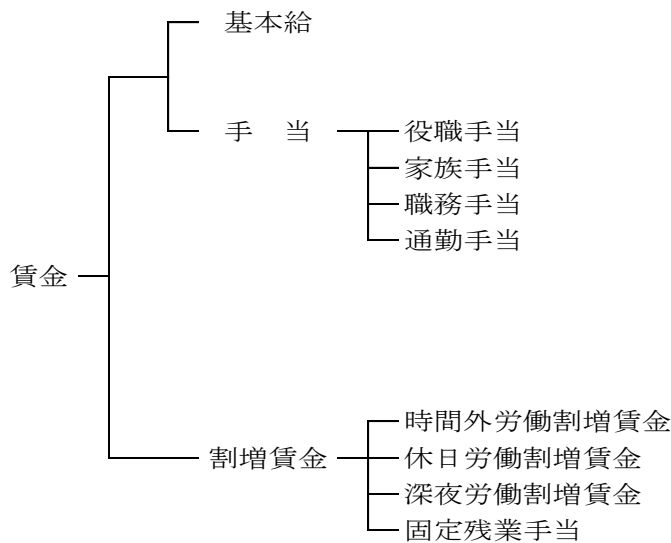 基本給
手　当
役職手当
家族手当
職務手当
通勤手当
賃金
割増賃金
時間外労働割増賃金
休日労働割増賃金
深夜労働割増賃金
固定残業手当